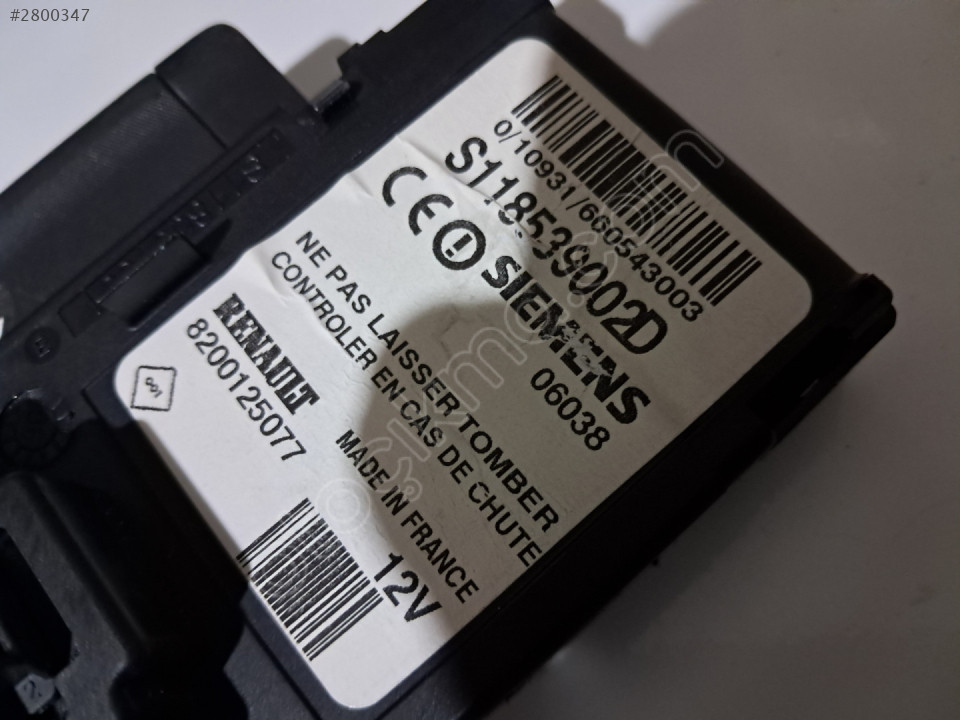 #2800347
0/10931/660543003
S118539002D
CE! SIEMENS
06038
NE PAS LAISSER TOMBER
CONTROLER EN CAS DE CHUTE
RENAULT
8200125077
MADE IN FRANCE
12V
001